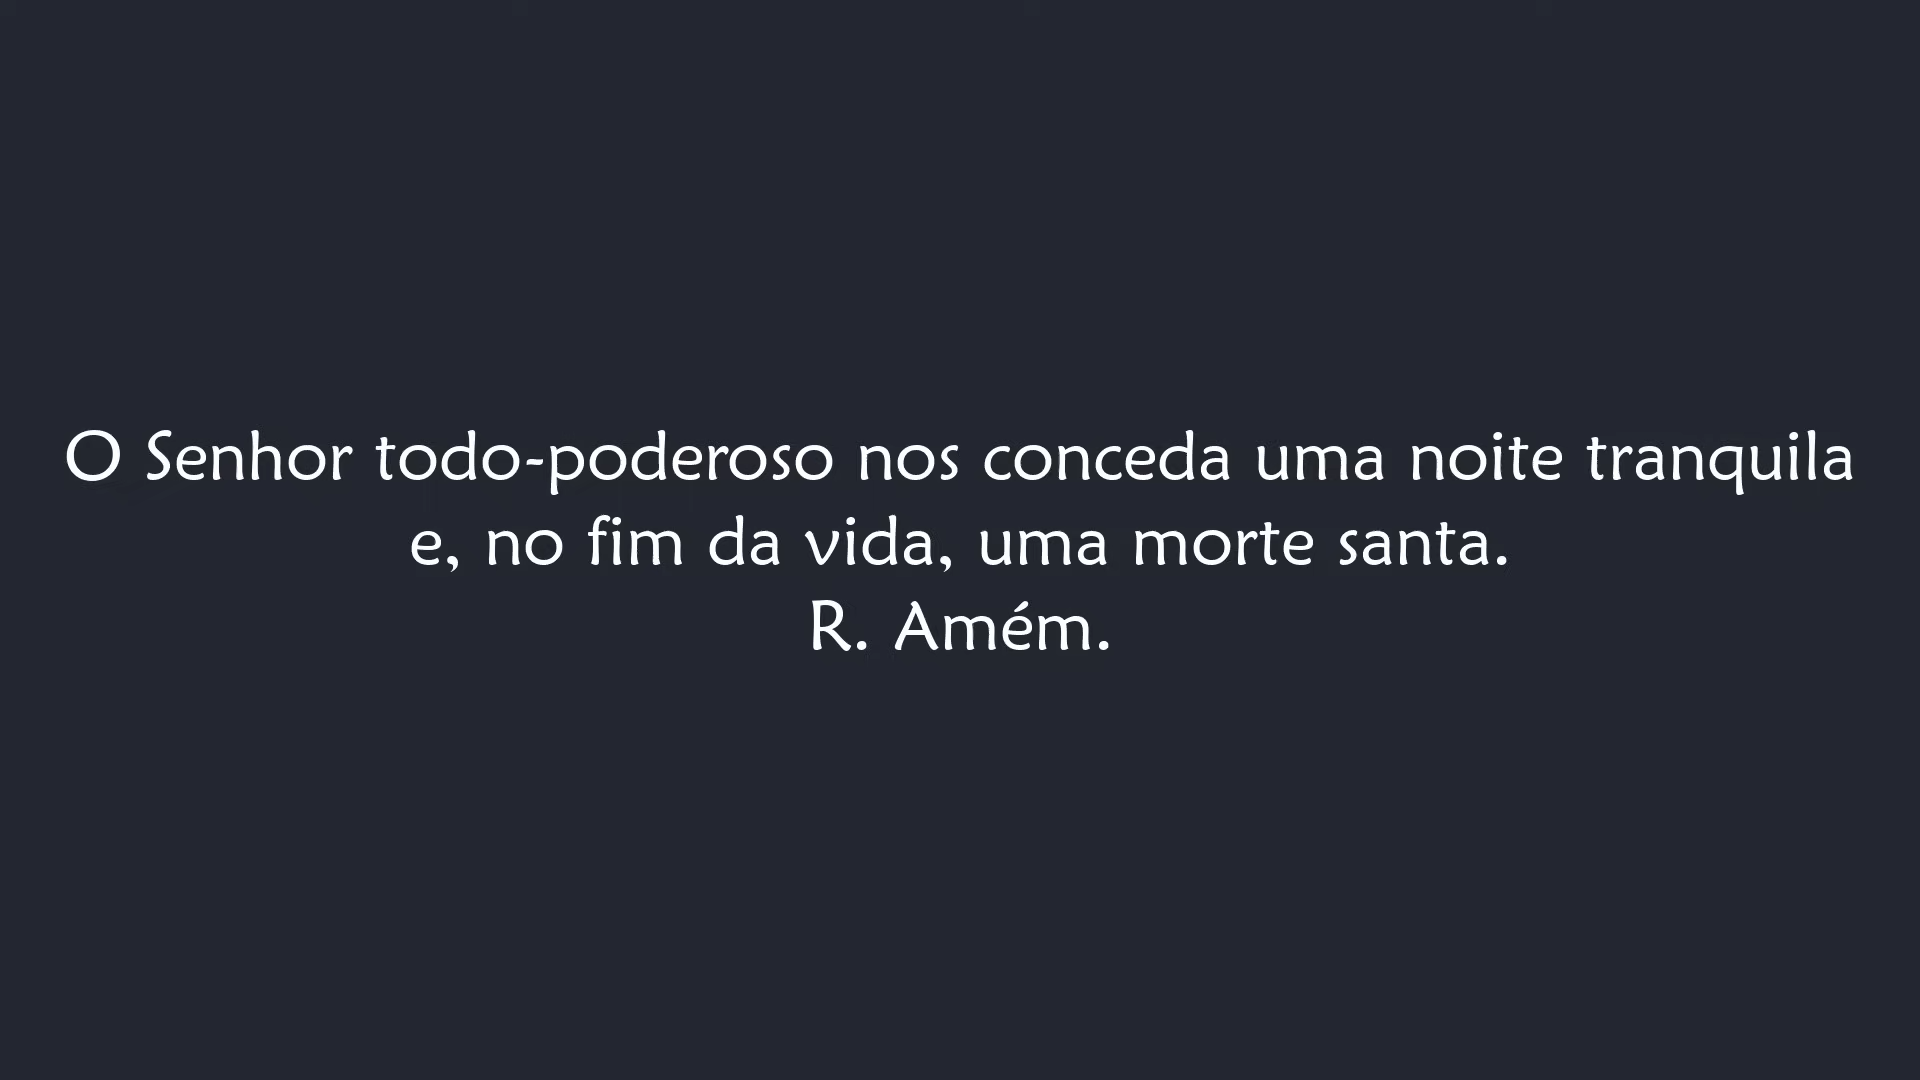 O Senhor todo-poderoso nos conceda uma noite tranquila
e, no fim da vida, uma morte santa.
R. Amém.